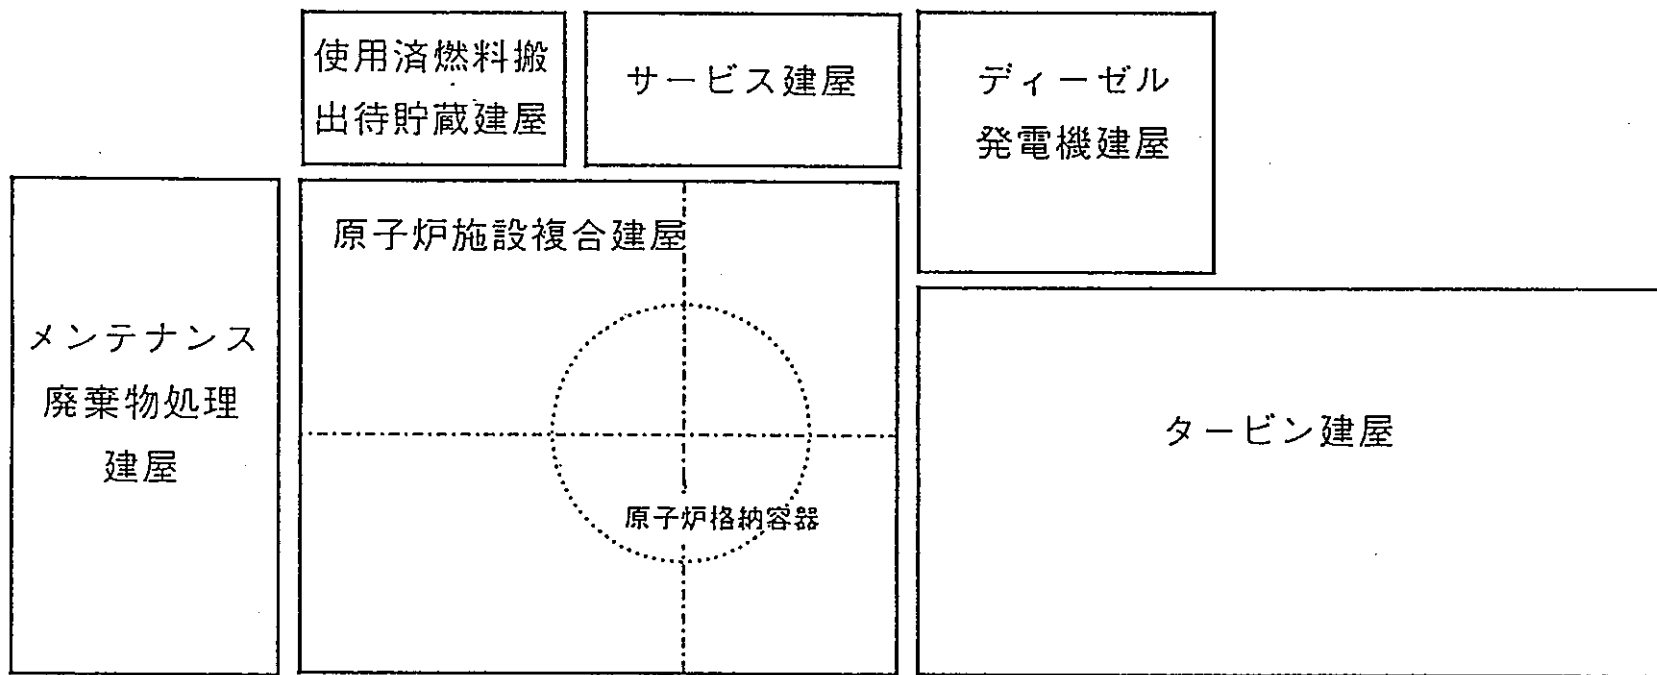 使用済燃料搬
出待貯蔵建屋
サービス建屋
ディーゼル
発電機建屋
原子炉施設複合建屋
メンテナンス
廃棄物処理
建屋
原子炉格納容器
タービン建屋